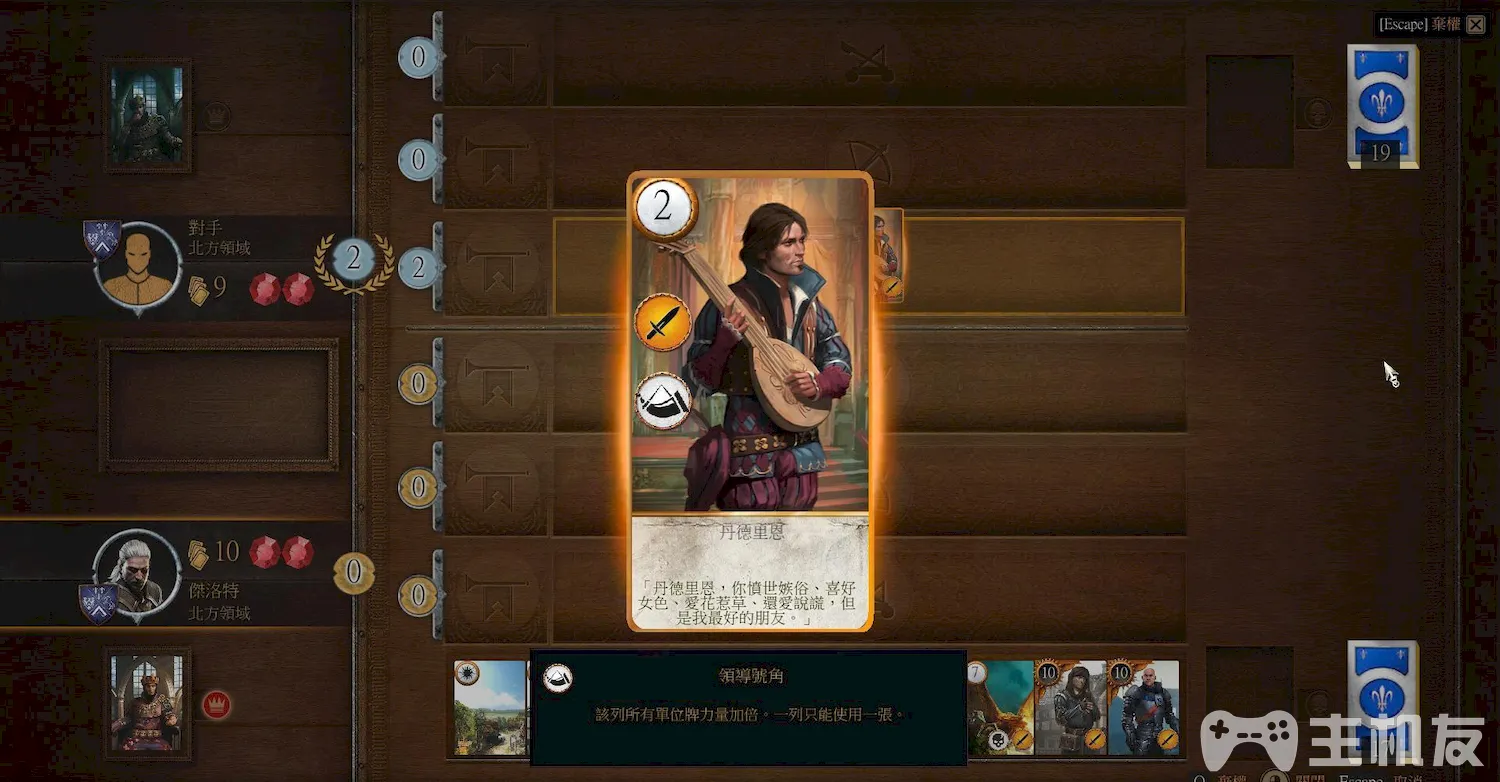 [Escape] 棄權
0
19
0
對手
北方領域
2
2
9
2
0
0
10
0
傑洛特
北方領域
0
丹德里恩
「丹德里恩，你憤世嫉俗、喜好
女色、愛花惹草、還愛說謊，但
是我最好的朋友。」
領導號角
該列所有單位牌力量加倍。一列只能使用一張。
7
10
10
主机友